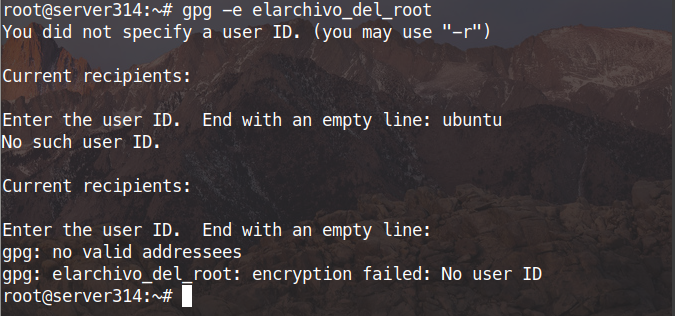 root@server314:~# gpg -e elarchivo_del_root
You did not specify a user ID. (you may use "-r")
Current recipients:
Enter the user ID.  End with an empty line: ubuntu
No such user ID.
Current recipients:
Enter the user ID.  End with an empty line:
gpg: no valid addressees
gpg: elarchivo_del_root: encryption failed: No user ID
root@server314:~#